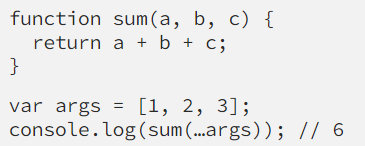 function sum(a, b, c) {
  return a + b + c;
}
var args = [1, 2, 3];
console.log(sum(…args)); // 6